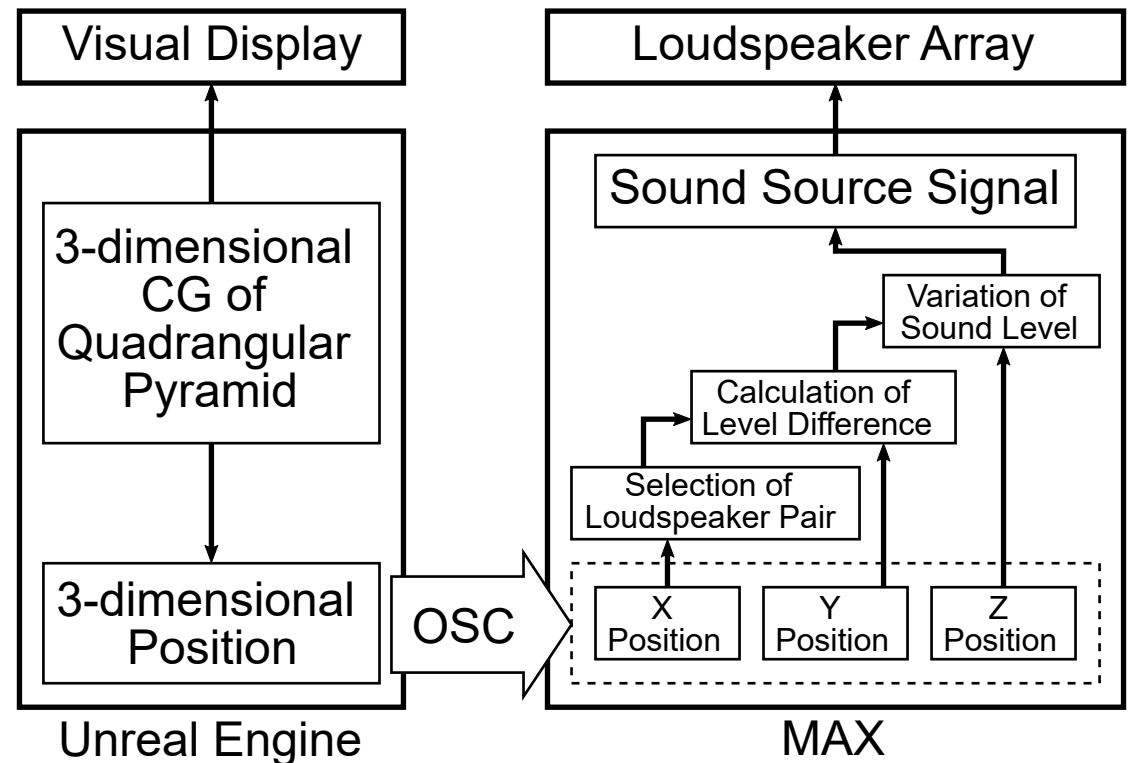 Visual Display
3-dimensional
CG of
Quadrangular
Pyramid
3-dimensional
Position
Unreal Engine
OSC
Loudspeaker Array
Sound Source Signal
Variation of
Sound Level
Calculation of
Level Difference
Selection of
Loudspeaker Pair
X
Position
Y
Position
Z
Position
MAX